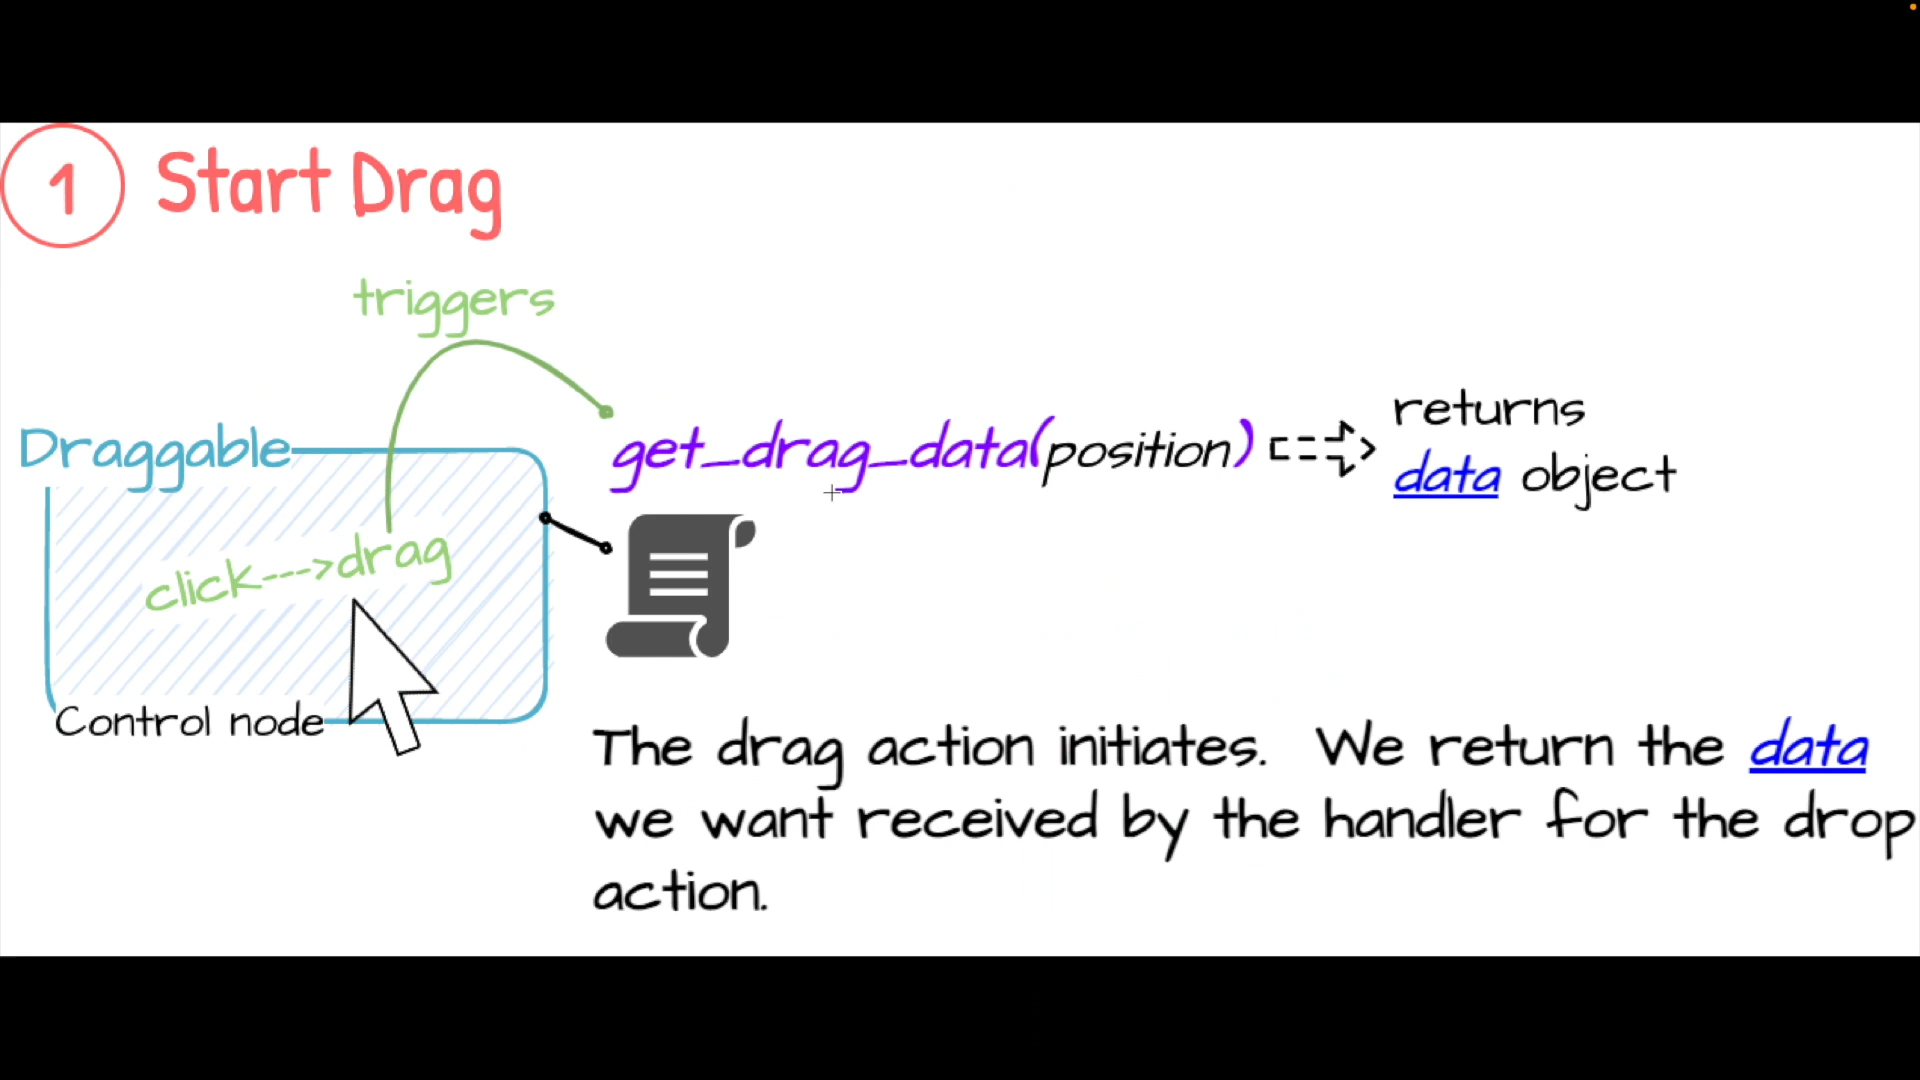 1 Start Drag
triggers
Draggable
get_drag_data(position)
returns
data object
click--->drag
Control node
The drag action initiates. We return the data
we want received by the handler for the drop
action.